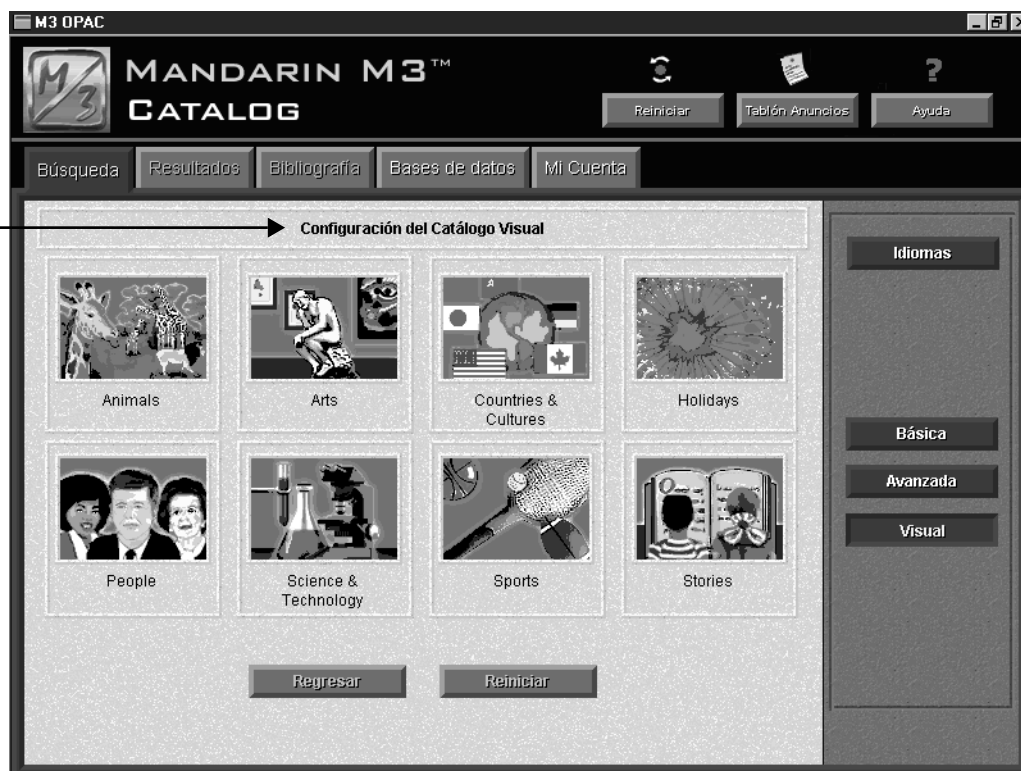 M3 OPAC
MANDARIN M3™
CATALOG
Reiniciar
Tablón Anuncios
Ayuda
Búsqueda
Resultados
Bibliografía
Bases de datos
Mi Cuenta
Configuración del Catálogo Visual
Animals
Arts
Countries &
Cultures
Holidays
People
Science &
Technology
Sports
Stories
Regresar
Reiniciar
Idiomas
Básica
Avanzada
Visual